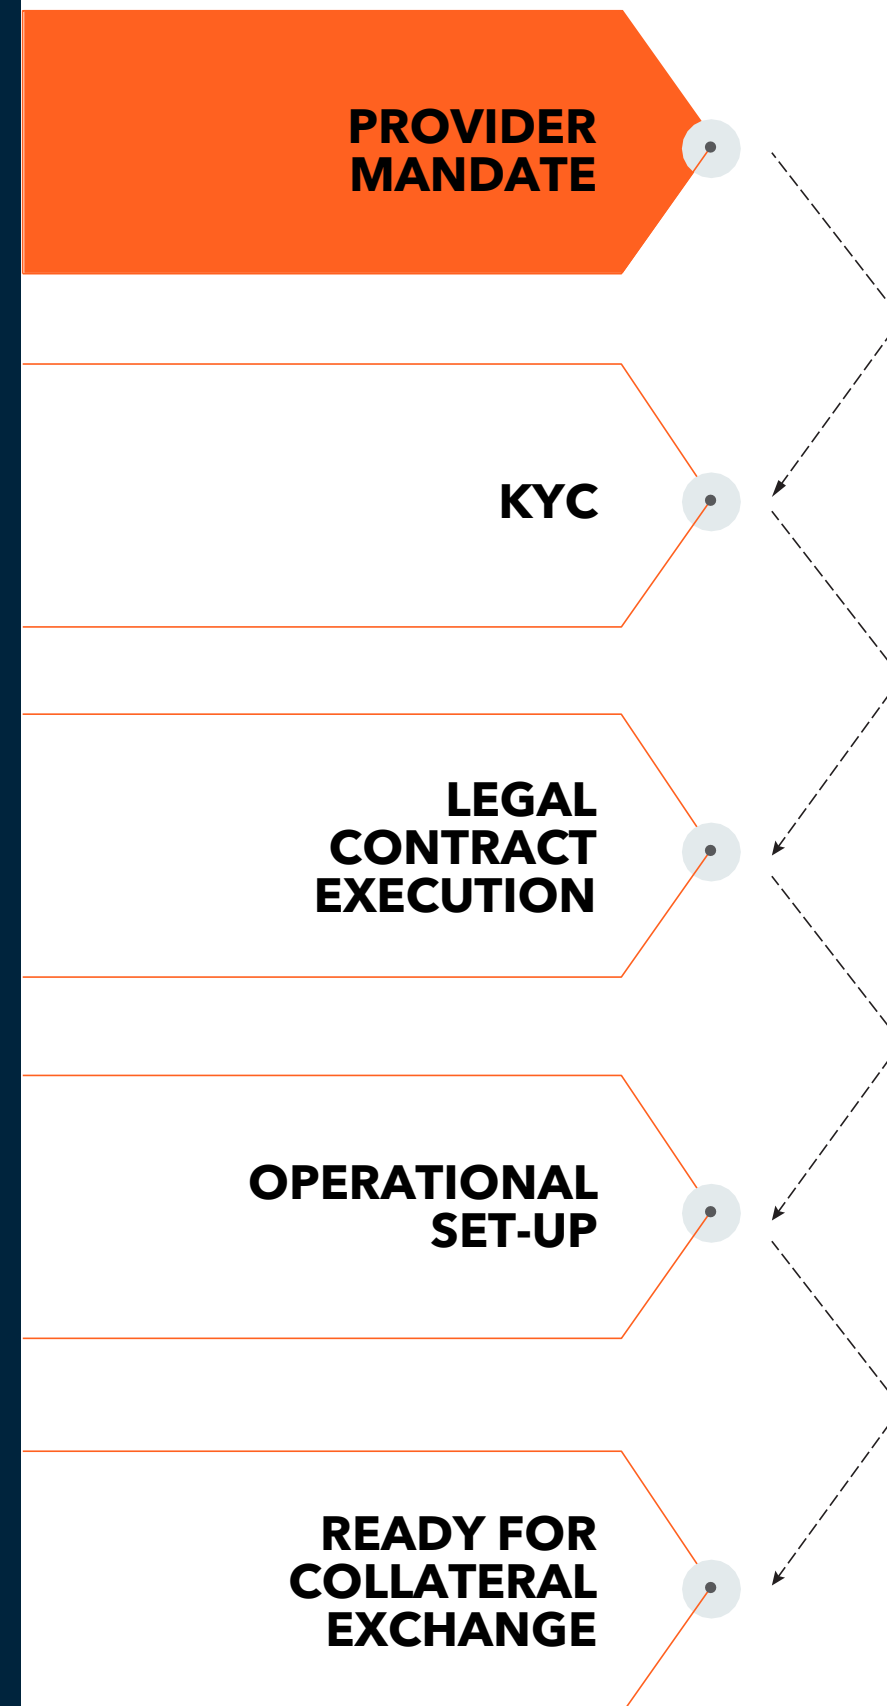 PROVIDER
MANDATE
KYC
LEGAL
CONTRACT
EXECUTION
OPERATIONAL
SET-UP
READY FOR
COLLATERAL
EXCHANGE